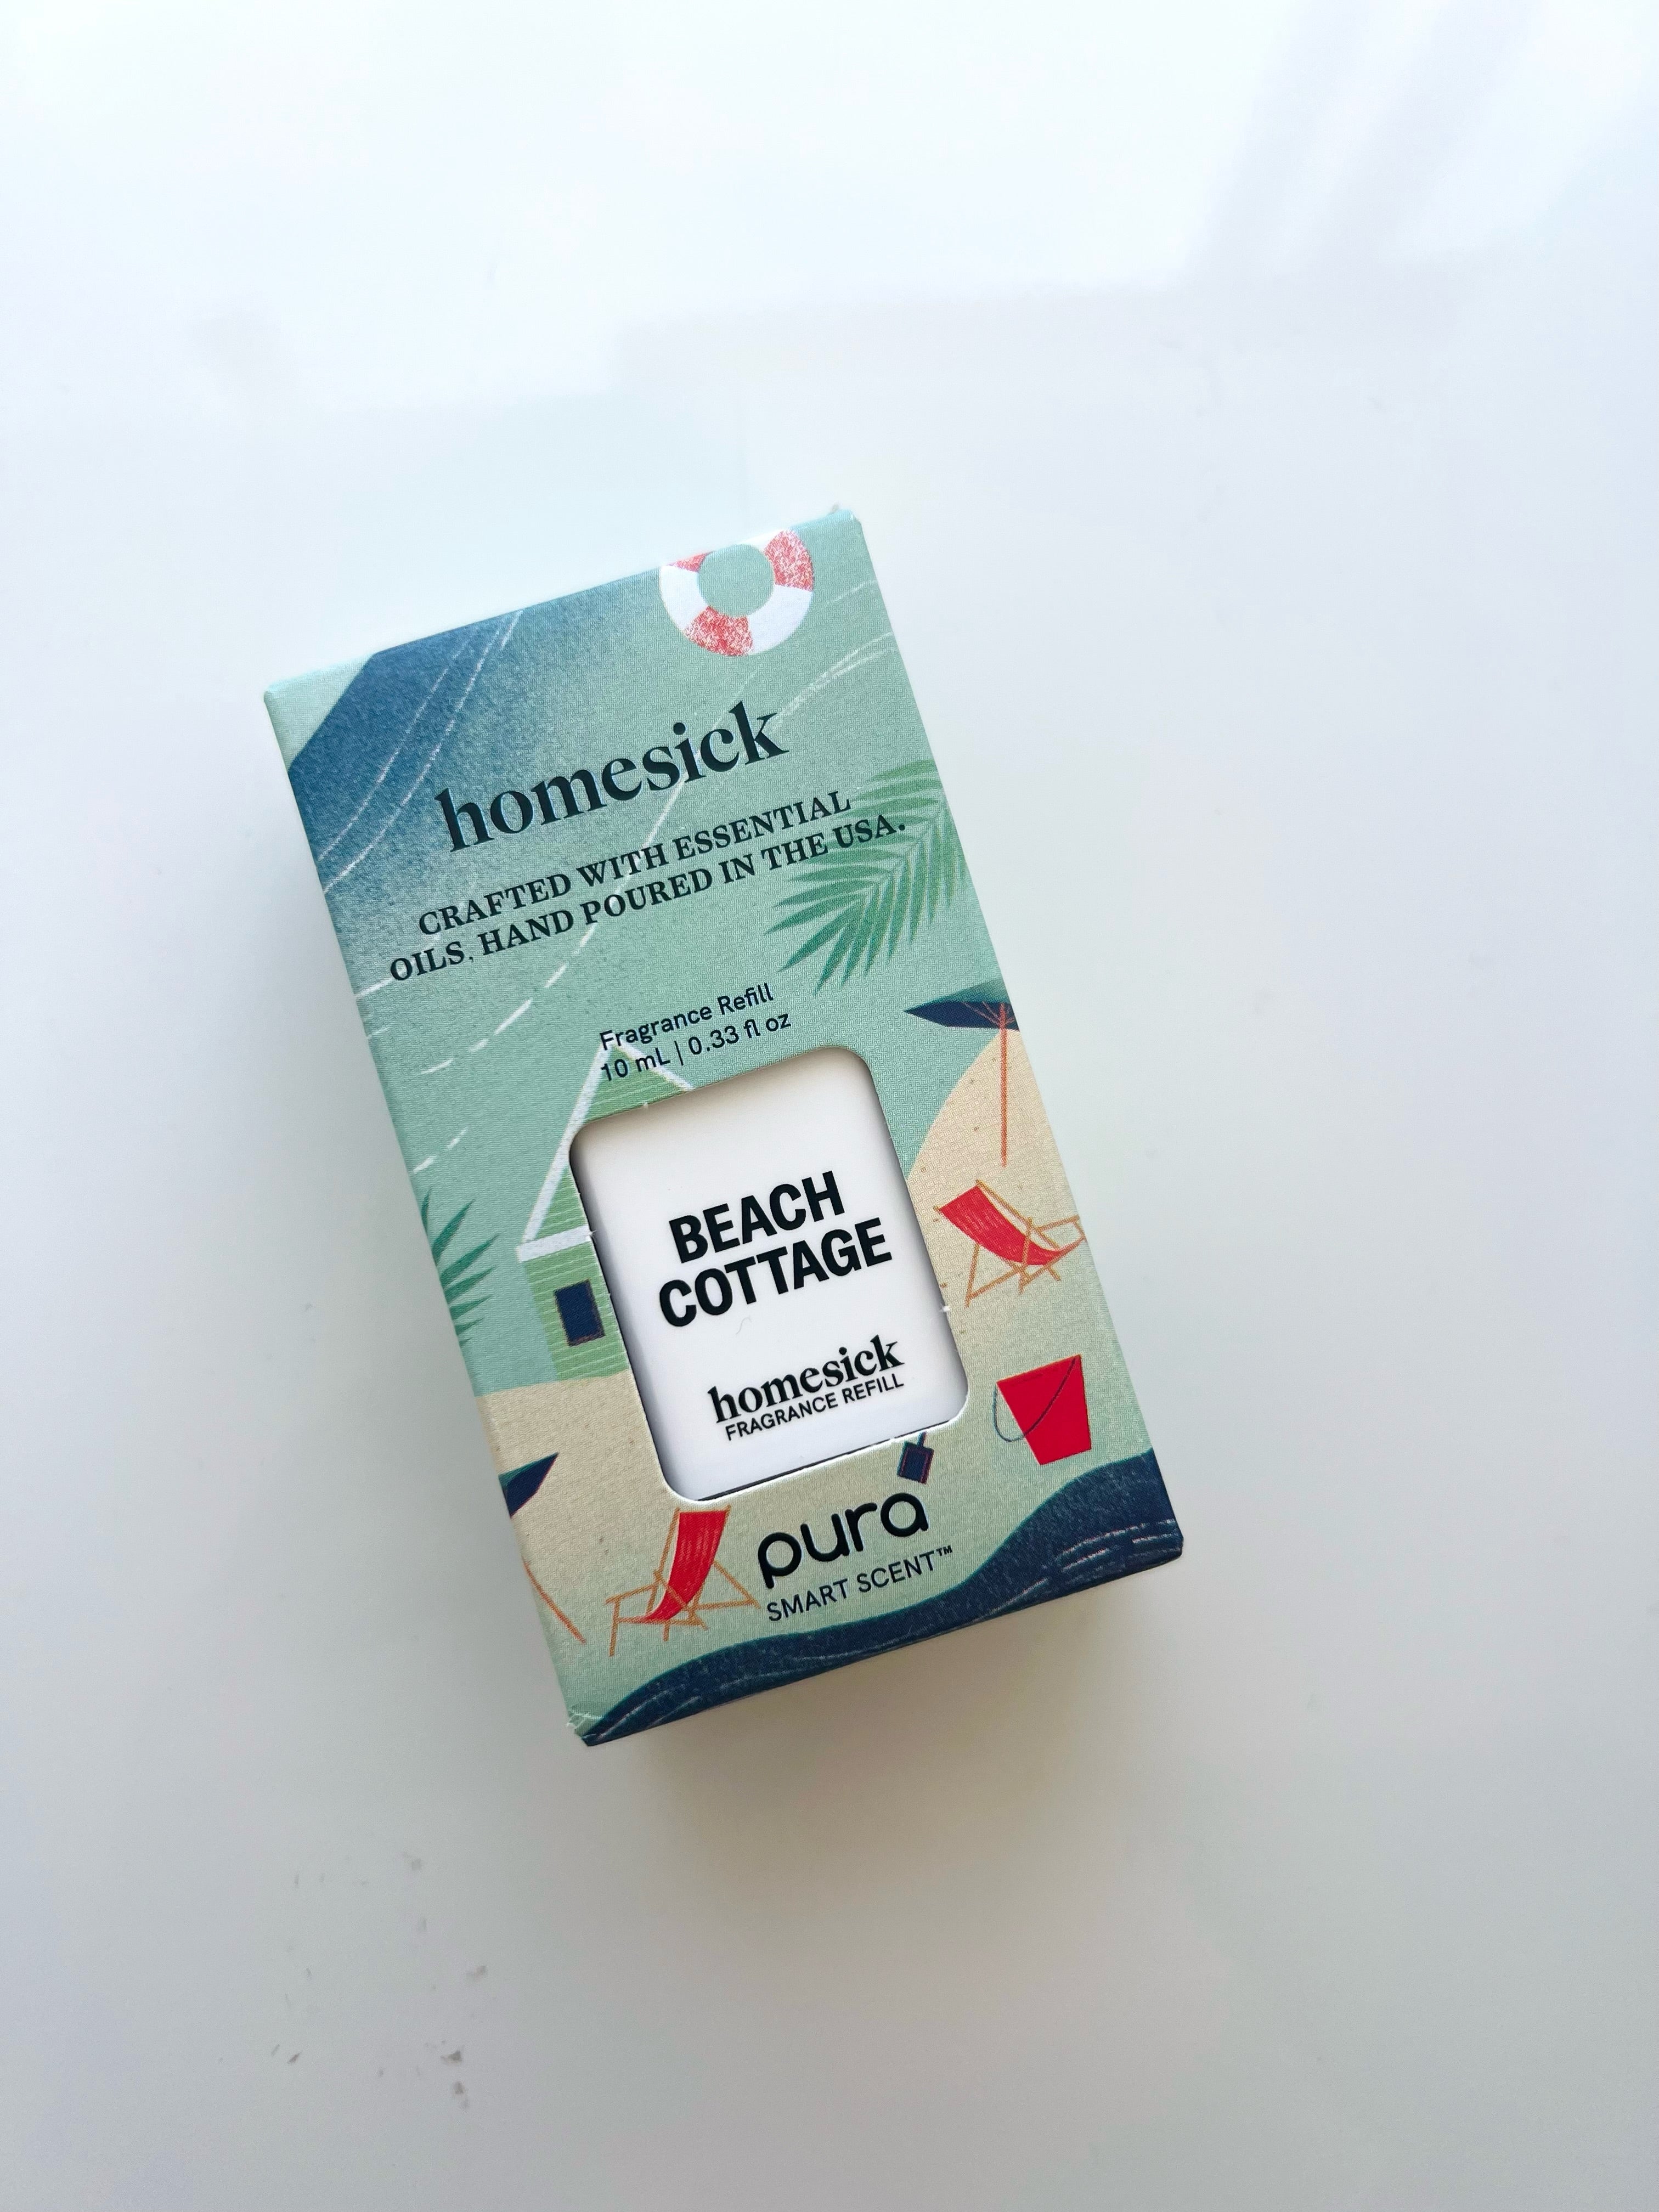 homesick
CRAFTED WITH ESSENTIAL
OILS, HAND POURED IN THE USA.
Fragrance Refill
10 mL | 0.33 fl oz
BEACH
COTTAGE
homesick
FRAGRANCE REFILL
pura
SMART SCENT™